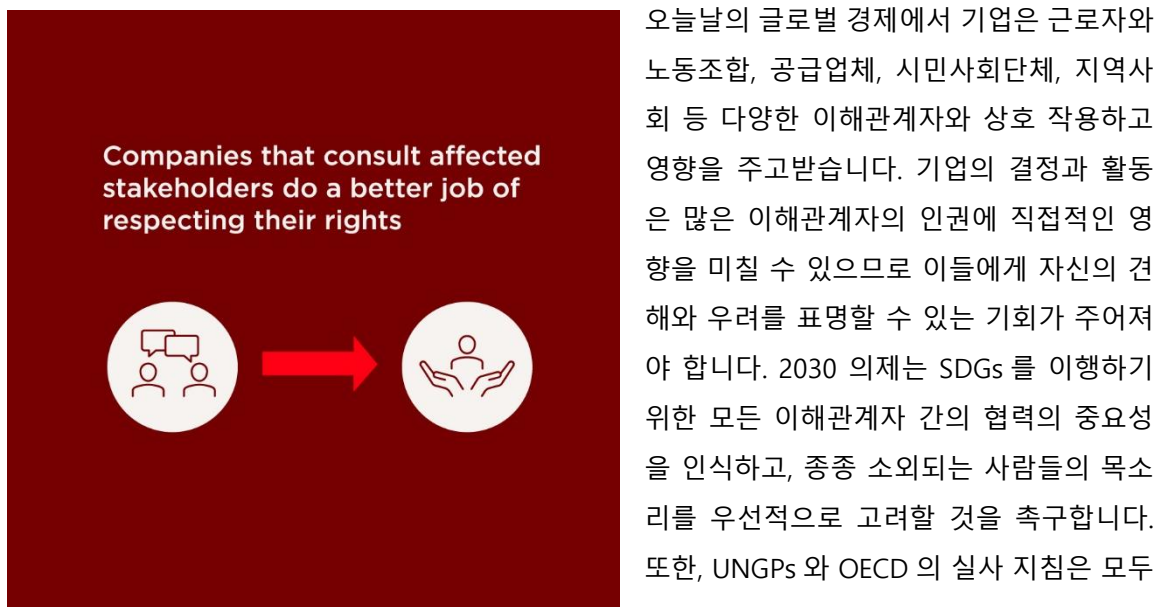 Companies that consult affected
stakeholders do a better job of
respecting their rights
오늘날의 글로벌 경제에서 기업은 근로자와
노동조합, 공급업체, 시민사회단체, 지역사
회 등 다양한 이해관계자와 상호 작용하고
영향을 주고받습니다. 기업의 결정과 활동
은 많은 이해관계자의 인권에 직접적인 영
향을 미칠 수 있으므로 이들에게 자신의 견
해와 우려를 표명할 수 있는 기회가 주어져
야 합니다. 2030 의제는 SDGs 를 이행하기
위한 모든 이해관계자 간의 협력의 중요성
을 인식하고, 종종 소외되는 사람들의 목소
리를 우선적으로 고려할 것을 촉구합니다.
또한, UNGPs 와 OECD 의 실사 지침은 모두